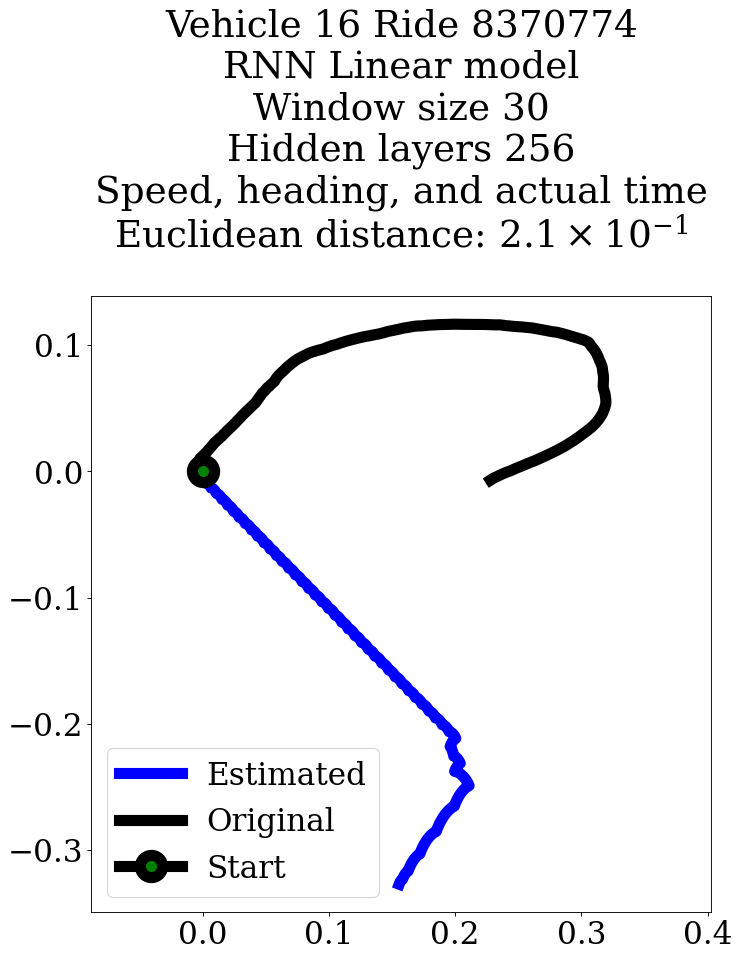 Vehicle 16 Ride 8370774
RNN Linear model
Window size 30
Hidden layers 256
Speed, heading, and actual time
Euclidean distance: 2.1 × 10⁻¹
0.1
0.0
−0.1
−0.2
−0.3
Estimated
Original
Start
0.0 0.1 0.2 0.3 0.4